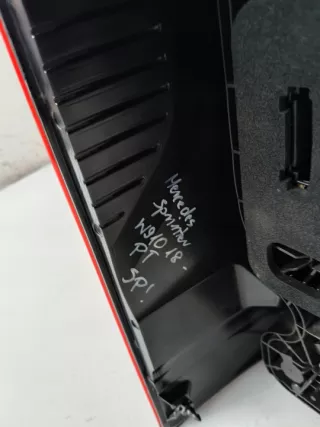 Mercedes
Sprinter
W910 18-
PT SP!